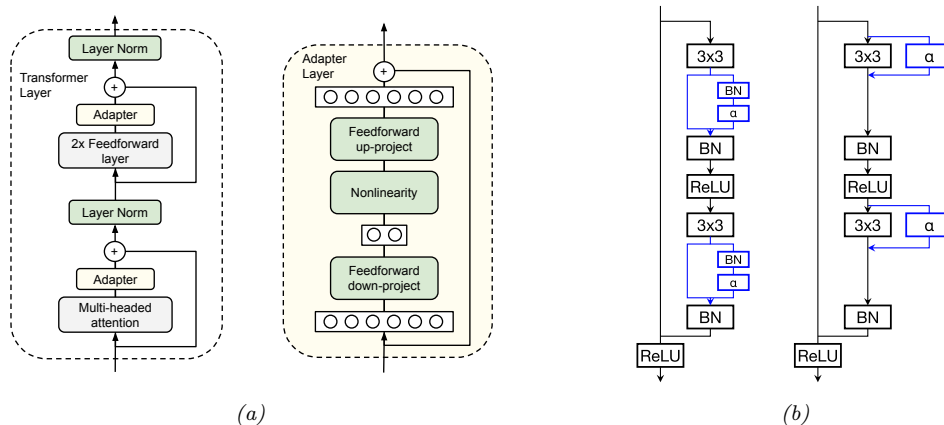 Layer Norm
Transformer
Layer
+
Adapter
2x Feedforward
layer
Layer Norm
+
Adapter
Multi-headed
attention
Adapter
Layer
+
Feedforward
up-project
Nonlinearity
Feedforward
down-project
(a)
3x3
BN
α
BN
ReLU
3x3
BN
α
BN
ReLU
3x3
α
BN
ReLU
3x3
α
BN
ReLU
(b)